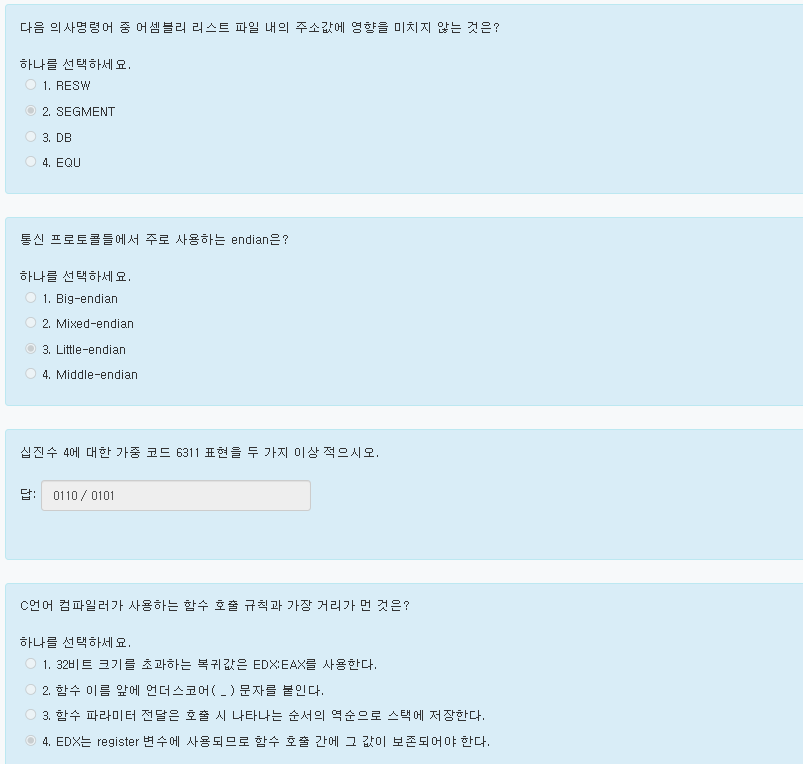 다음 의사명령어 중 어셈블리 리스트 파일 내의 주소값에 영향을 미치지 않는 것은?
하나를 선택하세요.
1. RESW
2. SEGMENT
3. DB
4. EQU
통신 프로토콜들에서 주로 사용하는 endian은?
하나를 선택하세요.
1. Big-endian
2. Mixed-endian
3. Little-endian
4. Middle-endian
십진수 4에 대한 가중 코드 6311 표현을 두 가지 이상 적으시오.
답: 0110 / 0101
C언어 컴파일러가 사용하는 함수 호출 규칙과 가장 거리가 먼 것은?
하나를 선택하세요.
1. 32비트 크기를 초과하는 복귀값은 EDX:EAX를 사용한다.
2. 함수 이름 앞에 언더스코어( _ ) 문자를 붙인다.
3. 함수 파라미터 전달은 호출 시 나타나는 순서의 역순으로 스택에 저장한다.
4. EDX는 register 변수에 사용되므로 함수 호출 간에 그 값이 보존되어야 한다.